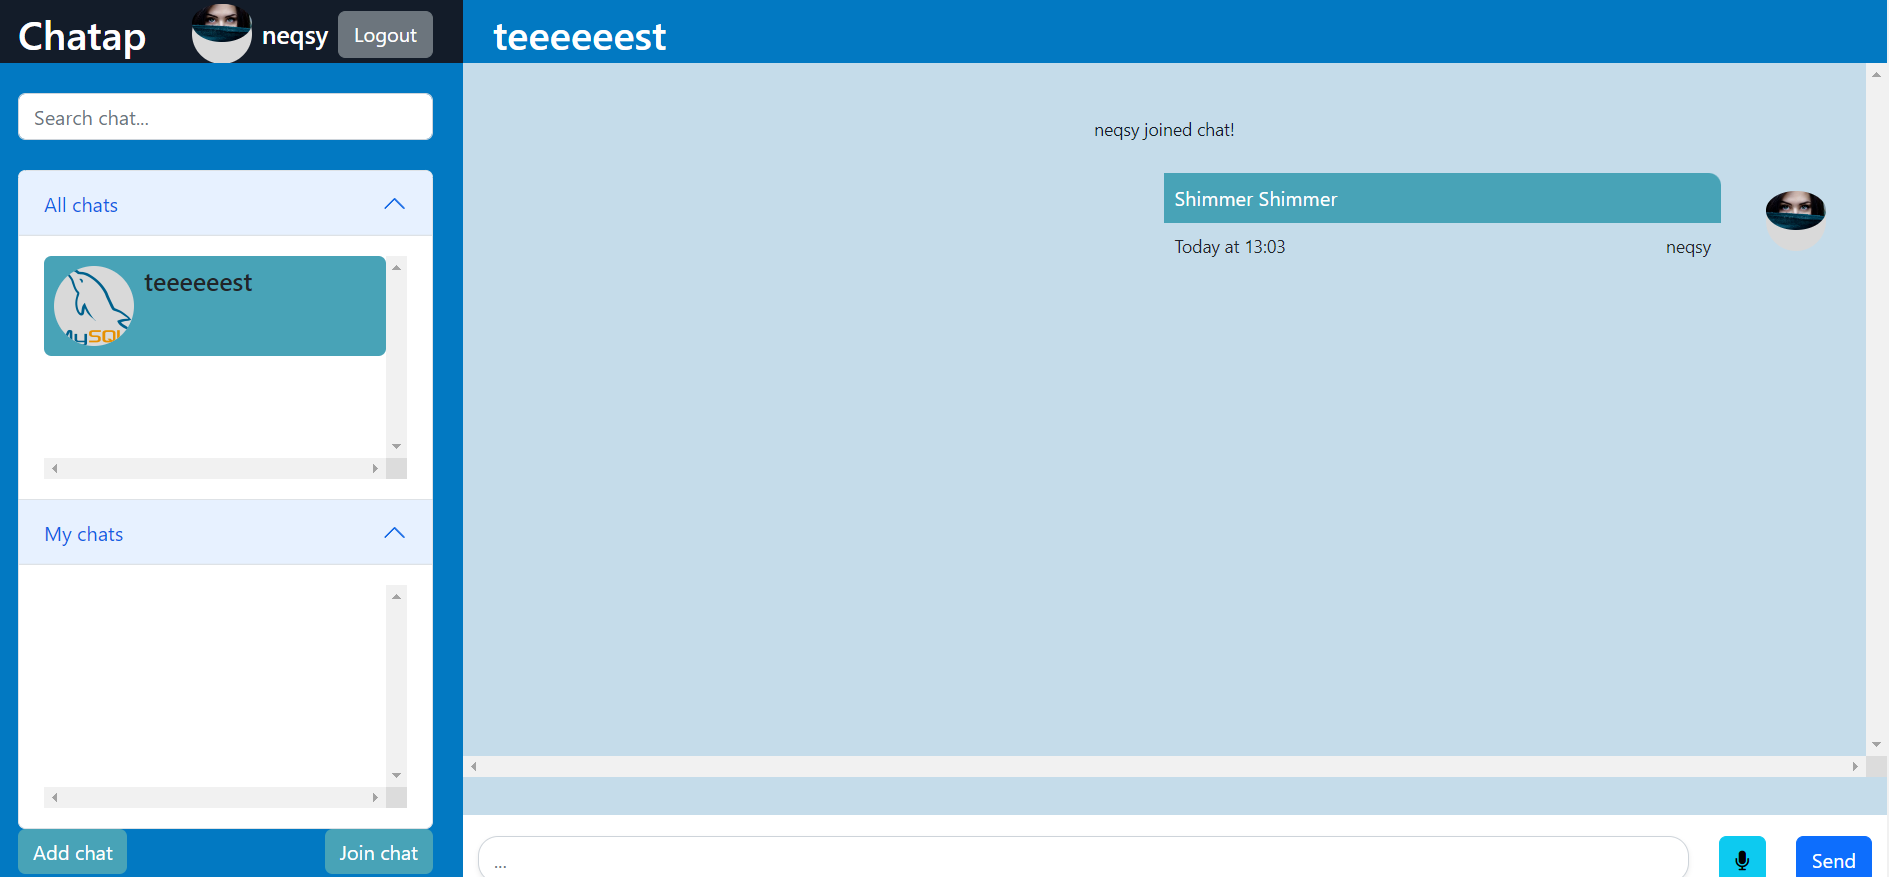 Chatap
neqsy
Logout
Search chat...
All chats
teeeeeest
MySQL
My chats
Add chat
Join chat
teeeeeest
neqsy joined chat!
Shimmer Shimmer
Today at 13:03
neqsy
...
Send